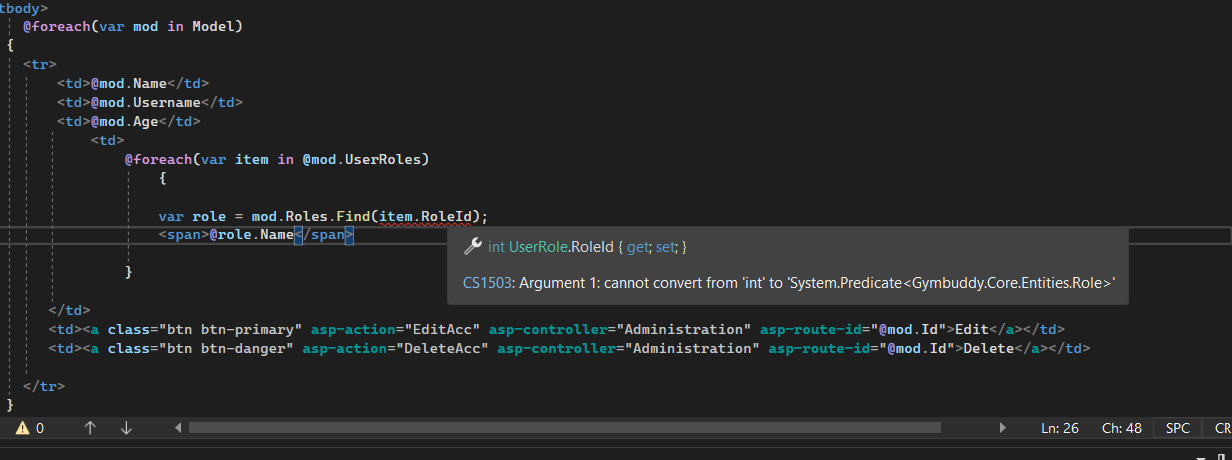 tbody>
@foreach(var mod in Model)
{
<tr>
<td>@mod.Name</td>
<td>@mod.Username</td>
<td>@mod.Age</td>
<td>
@foreach(var item in @mod.UserRoles)
{
var role = mod.Roles.Find(item.RoleId);
<span>@role.Name</span>
int UserRole.RoleId { get; set; }
CS1503: Argument 1: cannot convert from 'int' to 'System.Predicate<Gymbuddy.Core.Entities.Role>'
}
</td>
<td><a class="btn btn-primary" asp-action="EditAcc" asp-controller="Administration" asp-route-id="@mod.Id">Edit</a></td>
<td><a class="btn btn-danger" asp-action="DeleteAcc" asp-controller="Administration" asp-route-id="@mod.Id">Delete</a></td>
</tr>
}
0 Ln: 26 Ch: 48 SPC CR